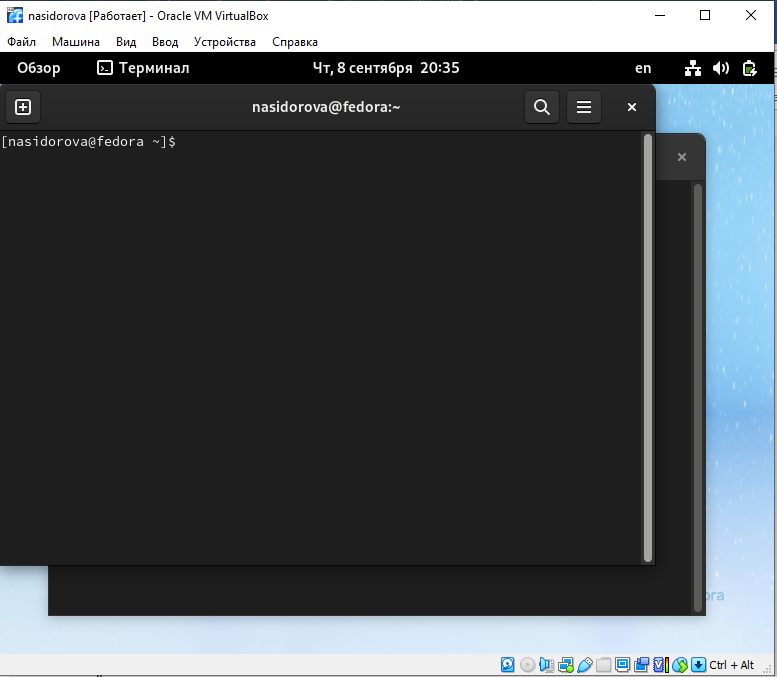 nasidorova [Работает] - Oracle VM VirtualBox
Файл Машина Вид Ввод Устройства Справка
Обзор Терминал Чт, 8 сентября 20:35 en
nasidorova@fedora:~
[nasidorova@fedora ~]$
ora
Ctrl + Alt